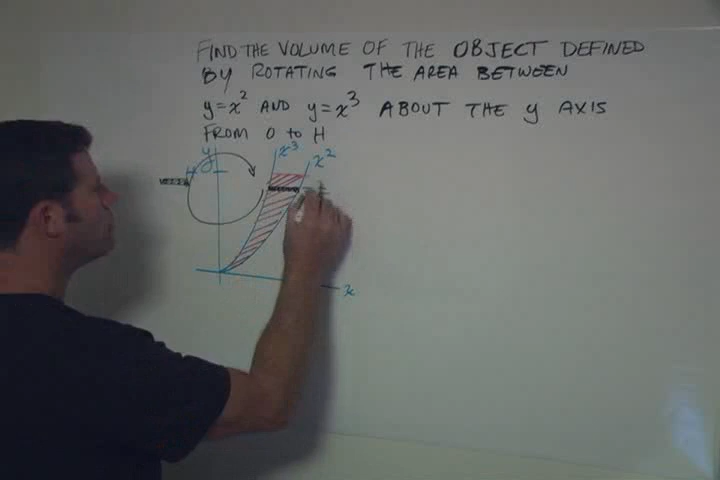 FIND THE VOLUME OF THE OBJECT DEFINED
BY ROTATING THE AREA BETWEEN
y=x² AND y=x³ ABOUT THE y AXIS
FROM 0 to H
y x³ x²
H
x